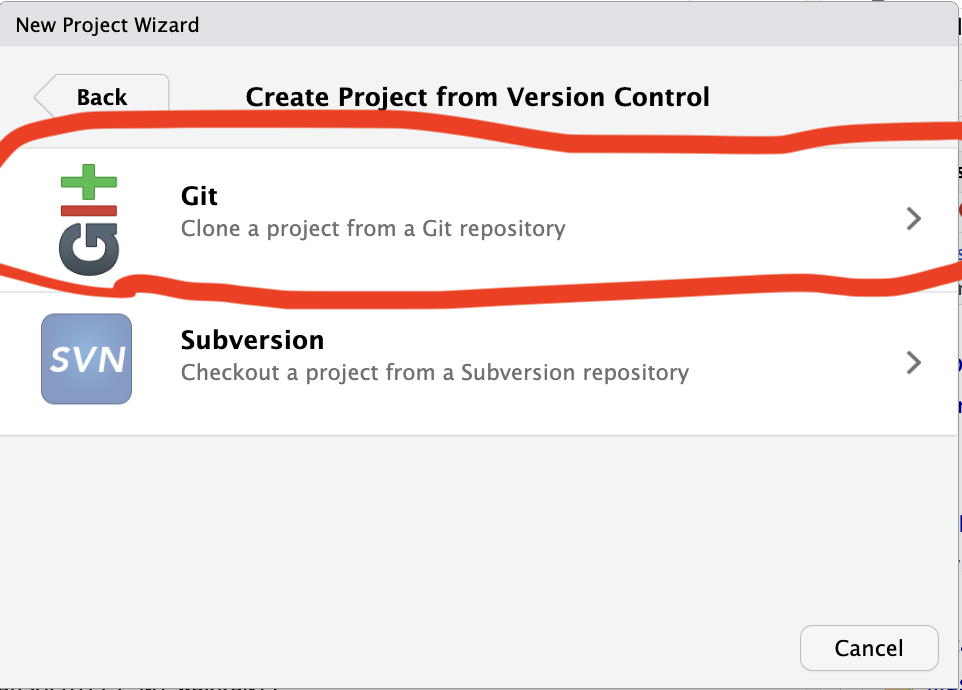 New Project Wizard
Back
Create Project from Version Control
Git
Git
Clone a project from a Git repository
SVN
Subversion
Checkout a project from a Subversion repository
Cancel